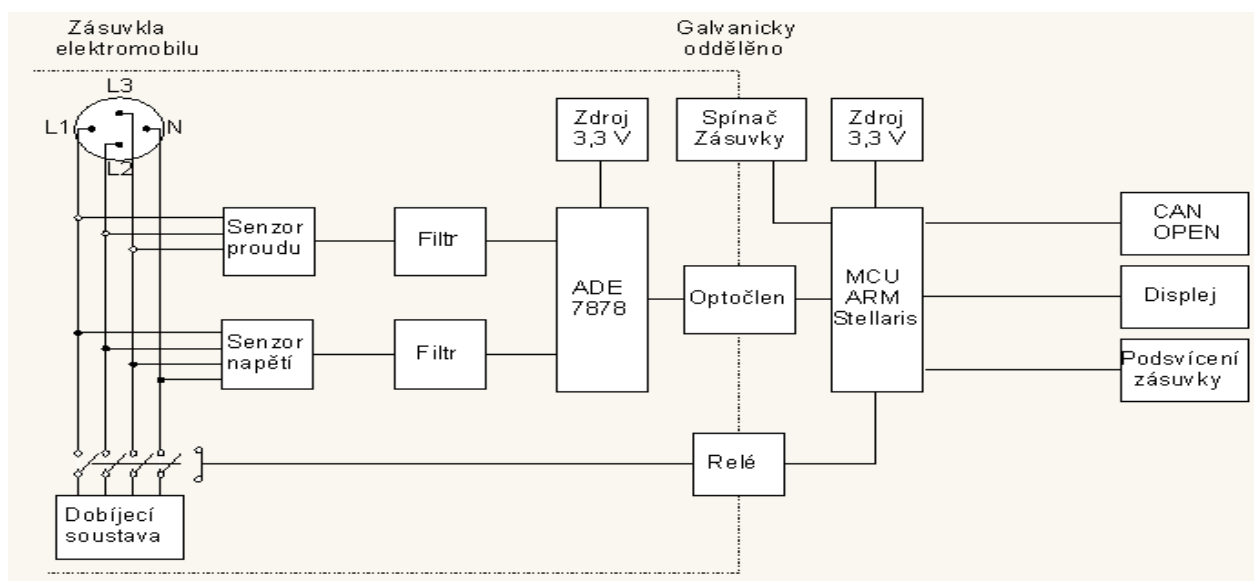 Zásuvkla
elektromobilu
Galvanicky
odděleno
L3
L1
N
L2
Zdroj
3,3 V
Spínač
Zásuvky
Zdroj
3,3 V
Senzor
proudu
Filtr
ADE
7878
Optočlen
MCU
ARM
Stellaris
CAN
OPEN
Displej
Senzor
napětí
Filtr
Podsvícení
zásuvky
Relé
Dobíjecí
soustava